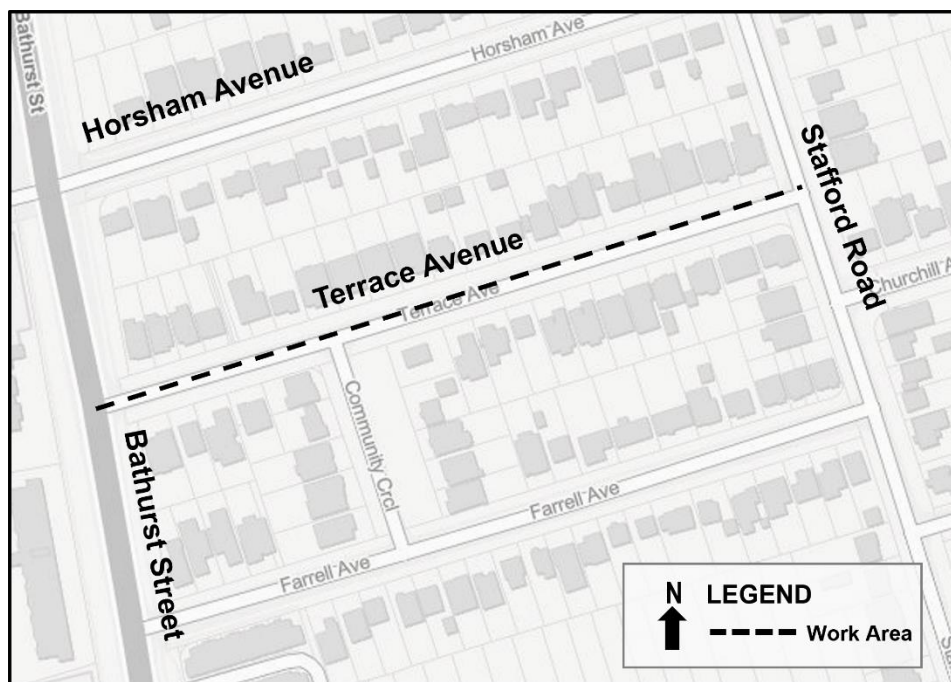 Bathurst St
Horsham Ave
Horsham Avenue
Stafford Road
Terrace Avenue
Terrace Ave
Churchill A
Community Crcl
Bathurst Street
Farrell Ave
Farrell Ave
N LEGEND
Work Area